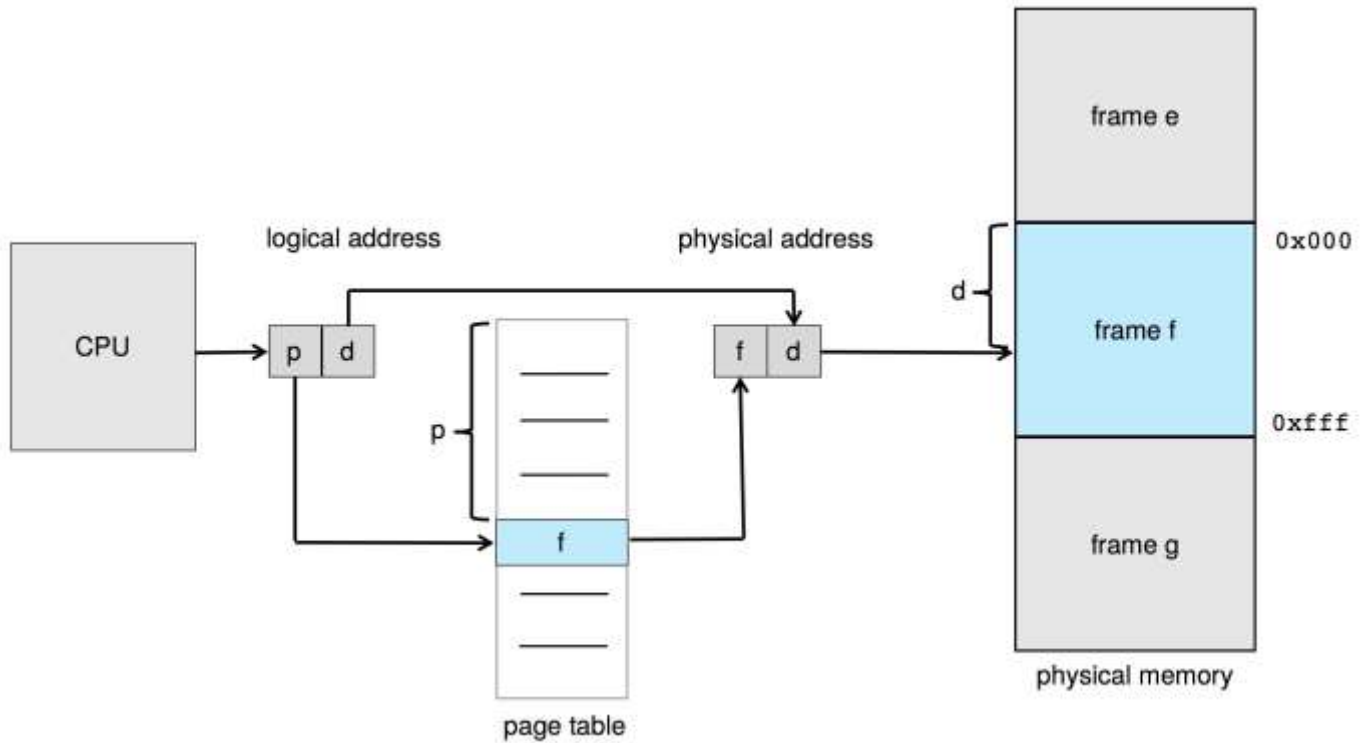 frame e
logical address
physical address
0x000
d
CPU
p d
f d
frame f
p
0xfff
f
frame g
physical memory
page table